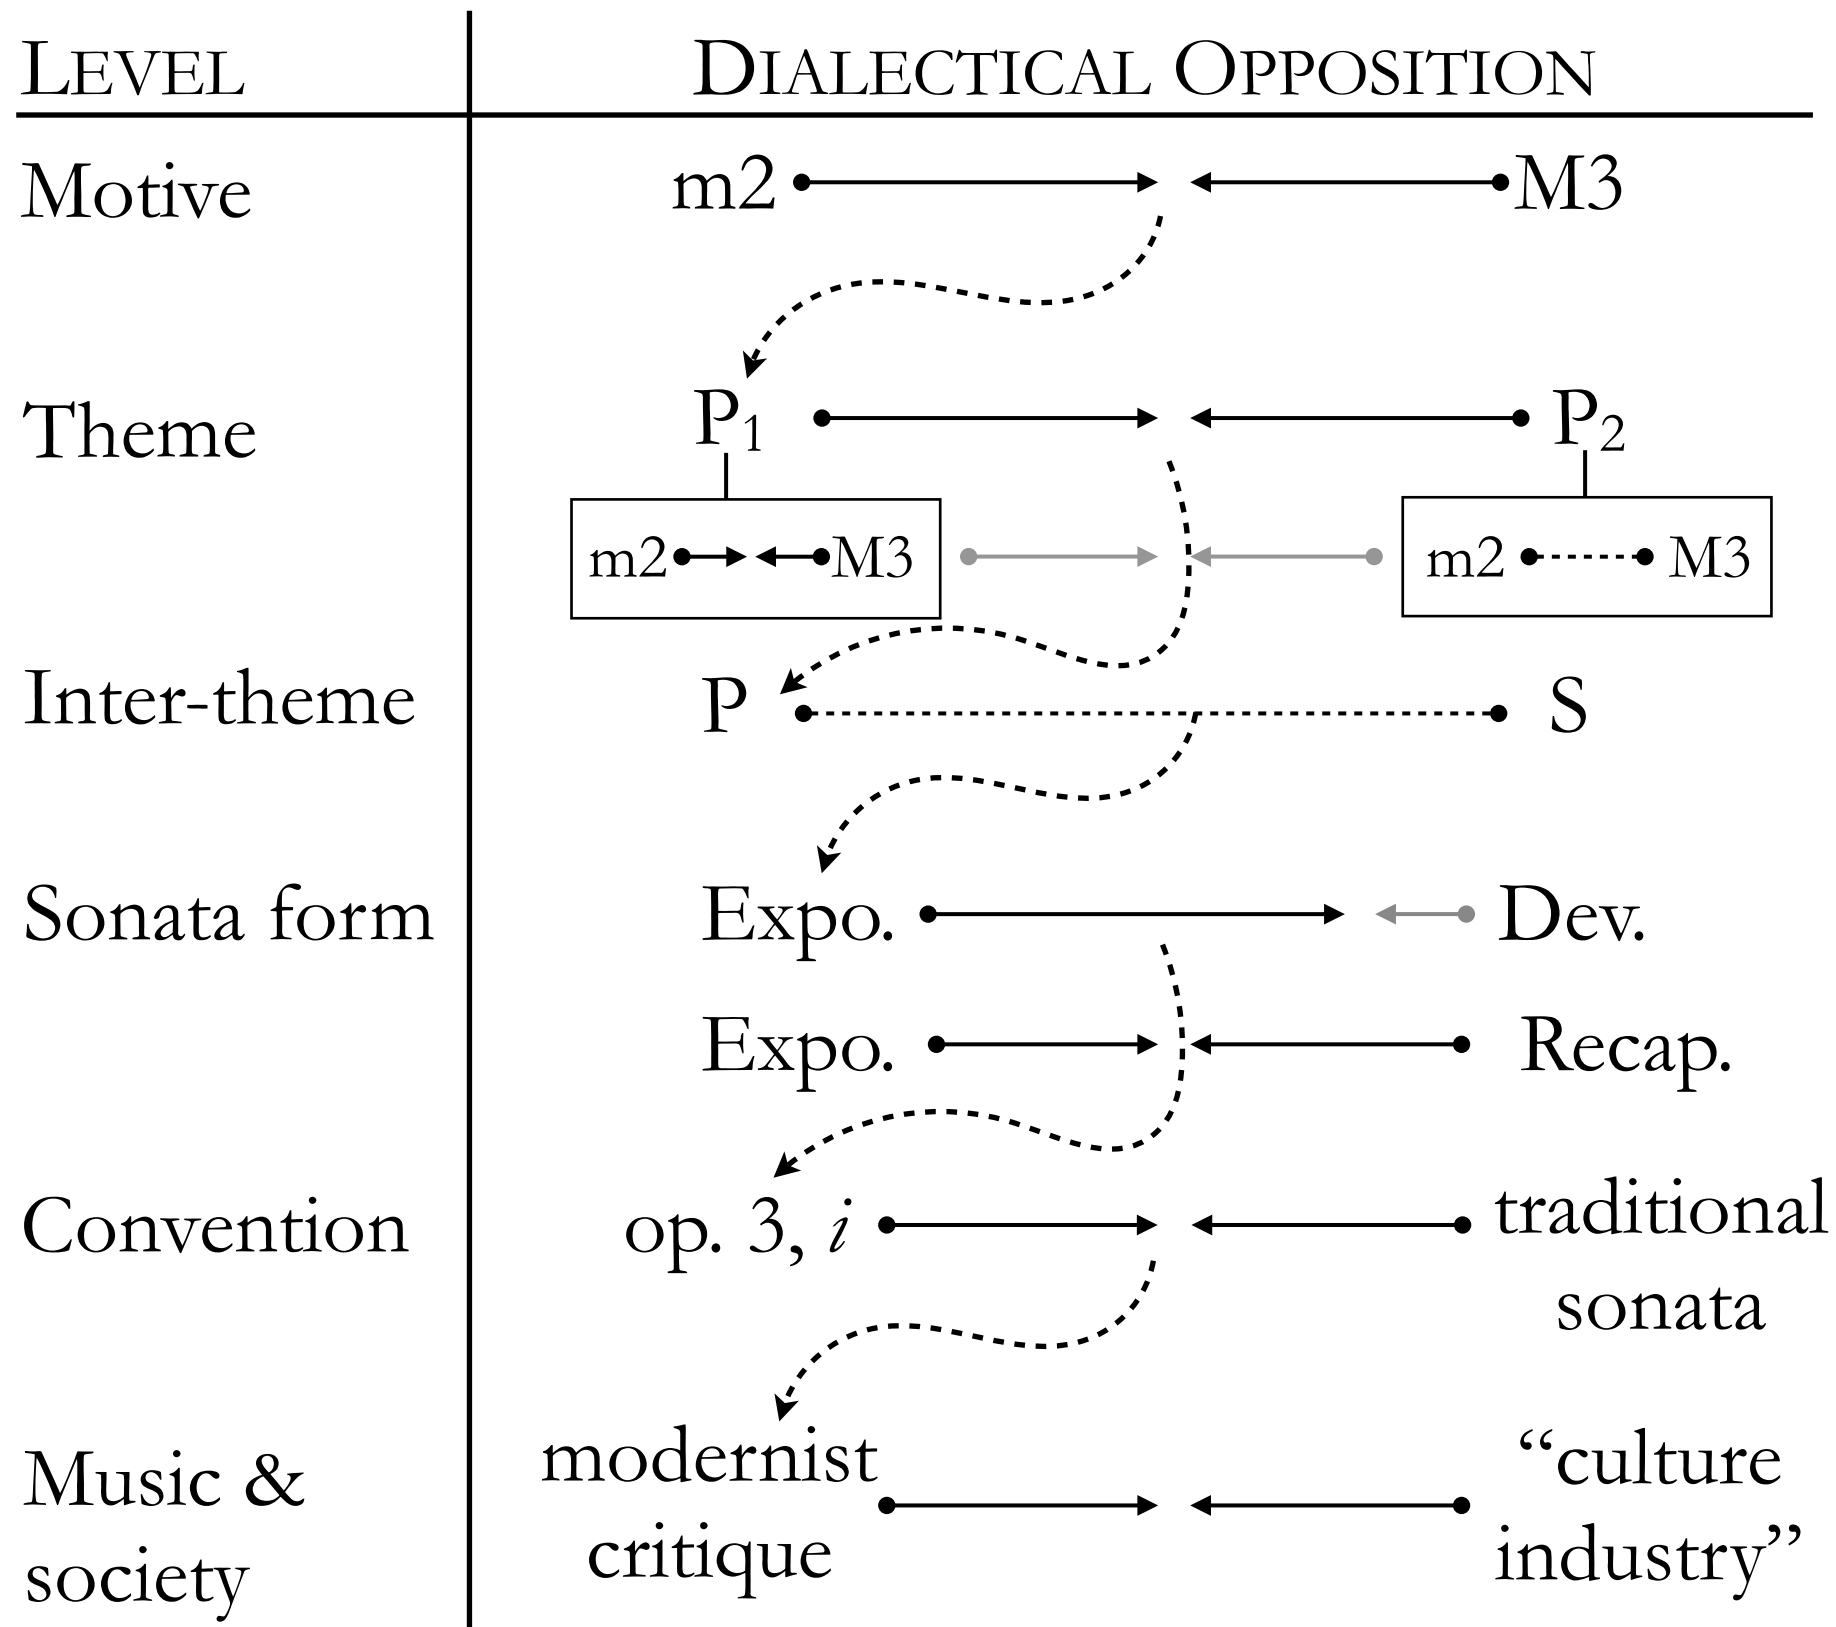 LEVEL DIALECTICAL OPPOSITION
Motive m2 M3
Theme P1 P2
m2 M3 m2 M3
Inter-theme P S
Sonata form Expo. Dev.
Expo. Recap.
Convention op. 3, i traditional
sonata
modernist “culture
Music &
critique industry”
society